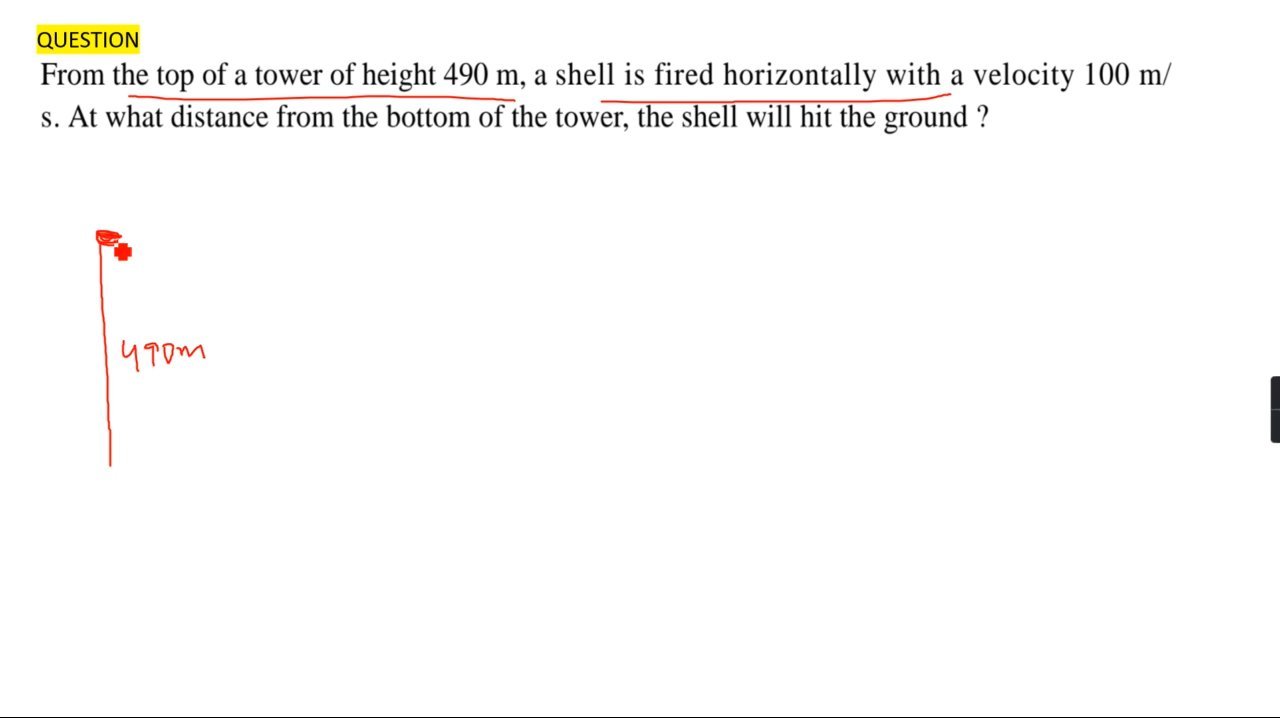 QUESTION
From the top of a tower of height 490 m, a shell is fired horizontally with a velocity 100 m/
s. At what distance from the bottom of the tower, the shell will hit the ground ?
490m